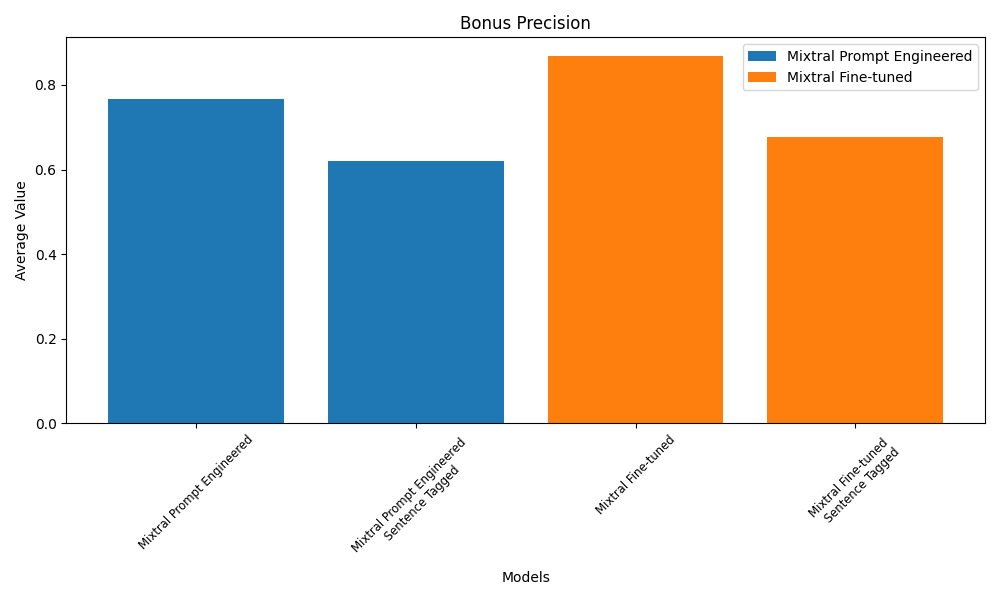 Bonus Precision
Mixtral Prompt Engineered
Mixtral Fine-tuned
Average Value
0.8
0.6
0.4
0.2
0.0
Mixtral Prompt Engineered
Mixtral Prompt Engineered
Sentence Tagged
Mixtral Fine-tuned
Mixtral Fine-tuned
Sentence Tagged
Models